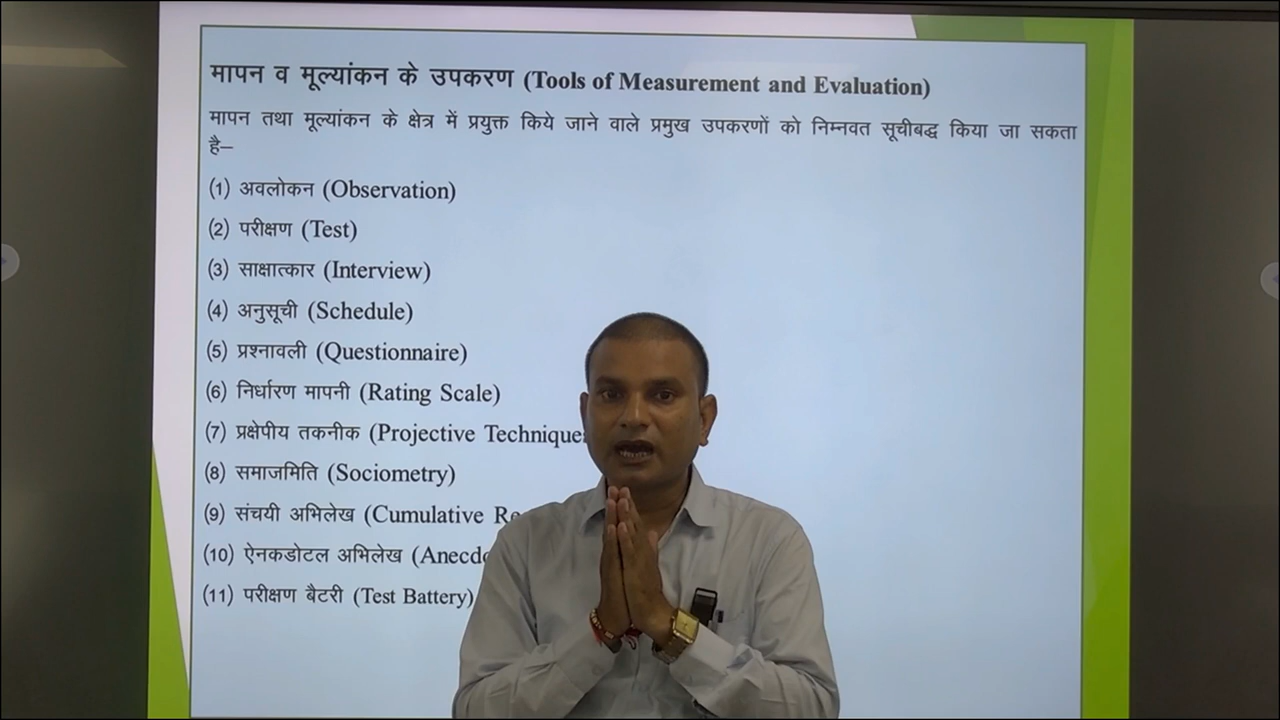 मापन व मूल्यांकन के उपकरण (Tools of Measurement and Evaluation)
मापन तथा मूल्यांकन के क्षेत्र में प्रयुक्त किये जाने वाले प्रमुख उपकरणों को निम्नवत सूचीबद्ध किया जा सकता
है–
(1) अवलोकन (Observation)
(2) परीक्षण (Test)
(3) साक्षात्कार (Interview)
(4) अनुसूची (Schedule)
(5) प्रश्नावली (Questionnaire)
(6) निर्धारण मापनी (Rating Scale)
(7) प्रक्षेपीय तकनीक (Projective
(8) समाजमिति (Sociometry)
(9) संचयी अभिलेख (Cumulative
(10) ऐनकडोटल अभिलेख
(11) परीक्षण बैटरी (Test Battery)